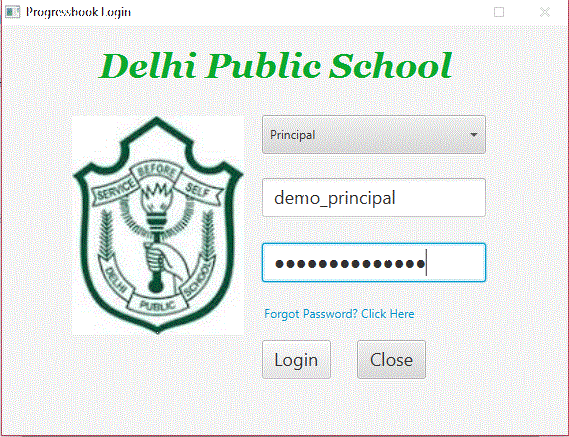 Progressbook Login
Delhi Public School
SERVICE BEFORE SELF
DELHI PUBLIC SCHOOL
Principal
demo_principal
●●●●●●●●●●●●●●
Forgot Password? Click Here
Login
Close